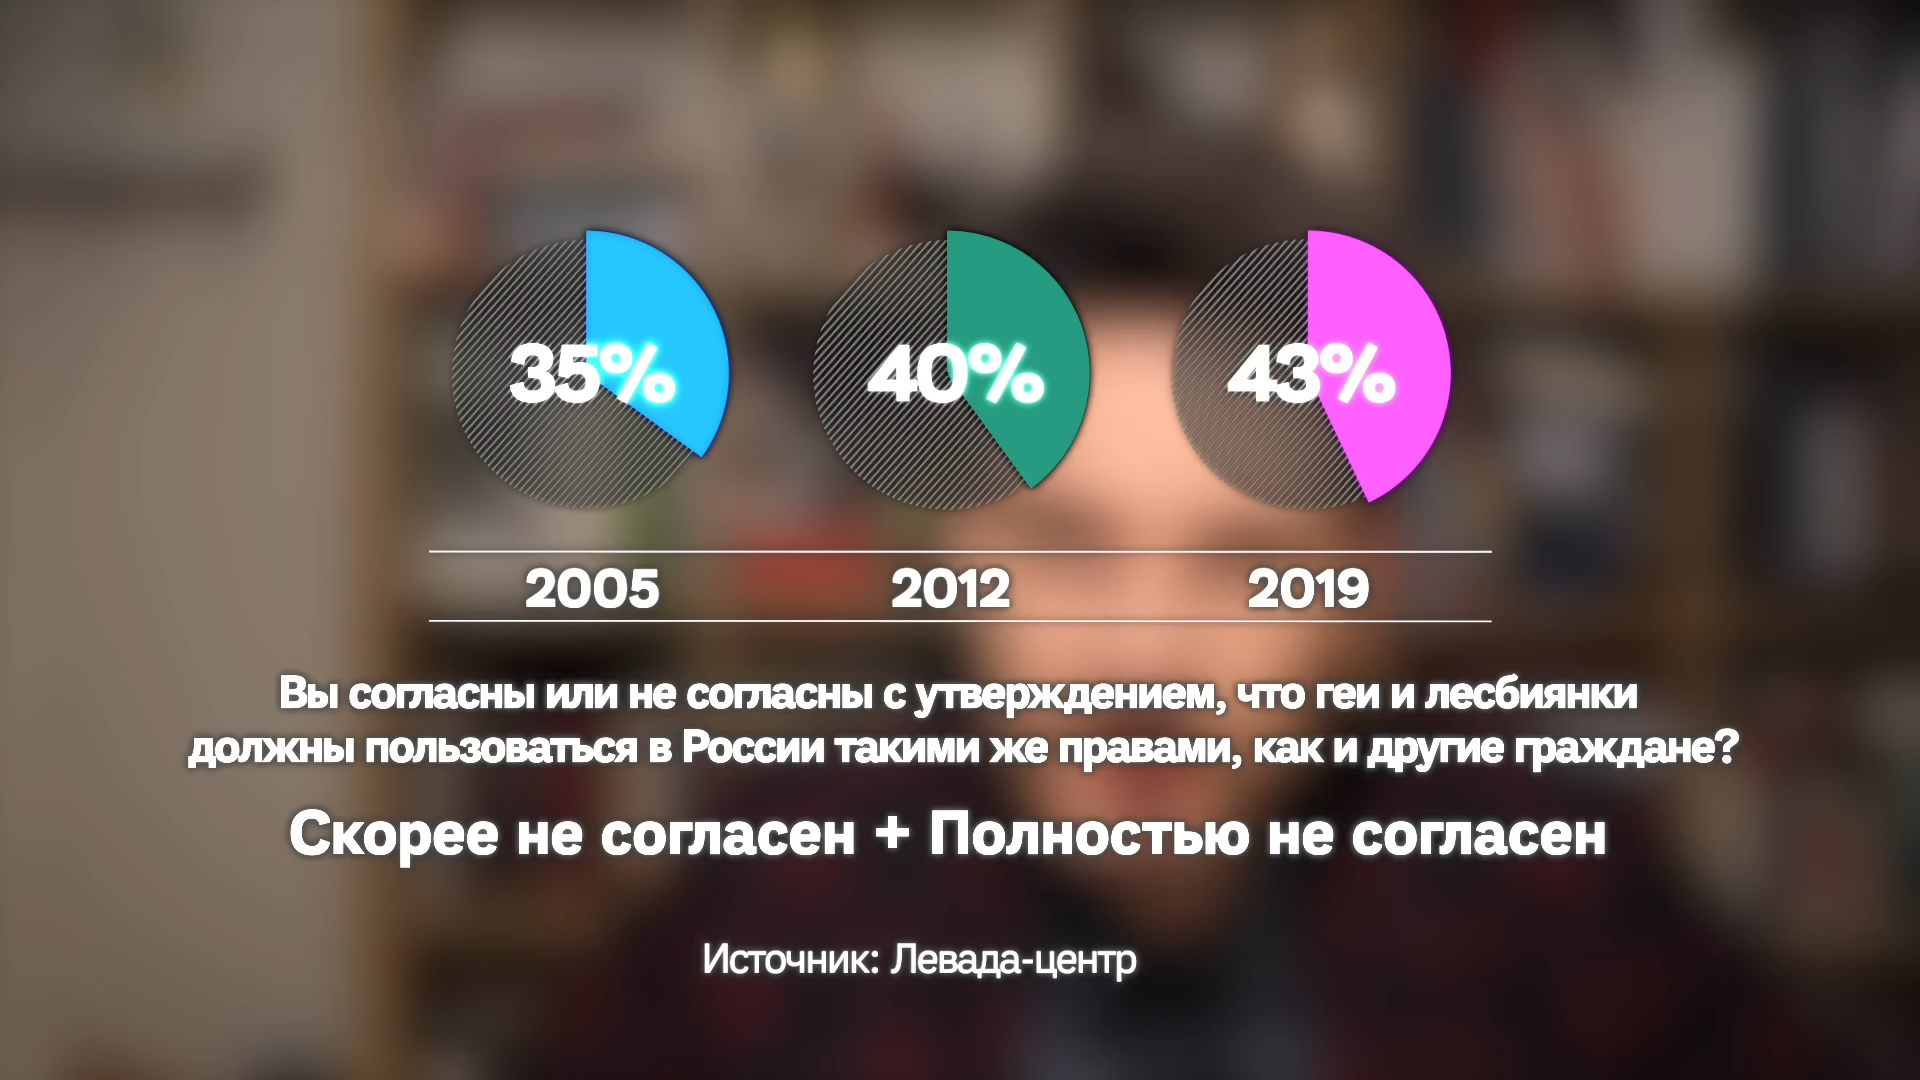 35% 40% 43%
2005 2012 2019
Вы согласны или не согласны с утверждением, что геи и лесбиянки
должны пользоваться в России такими же правами, как и другие граждане?
Скорее не согласен + Полностью не согласен
Источник: Левада-центр